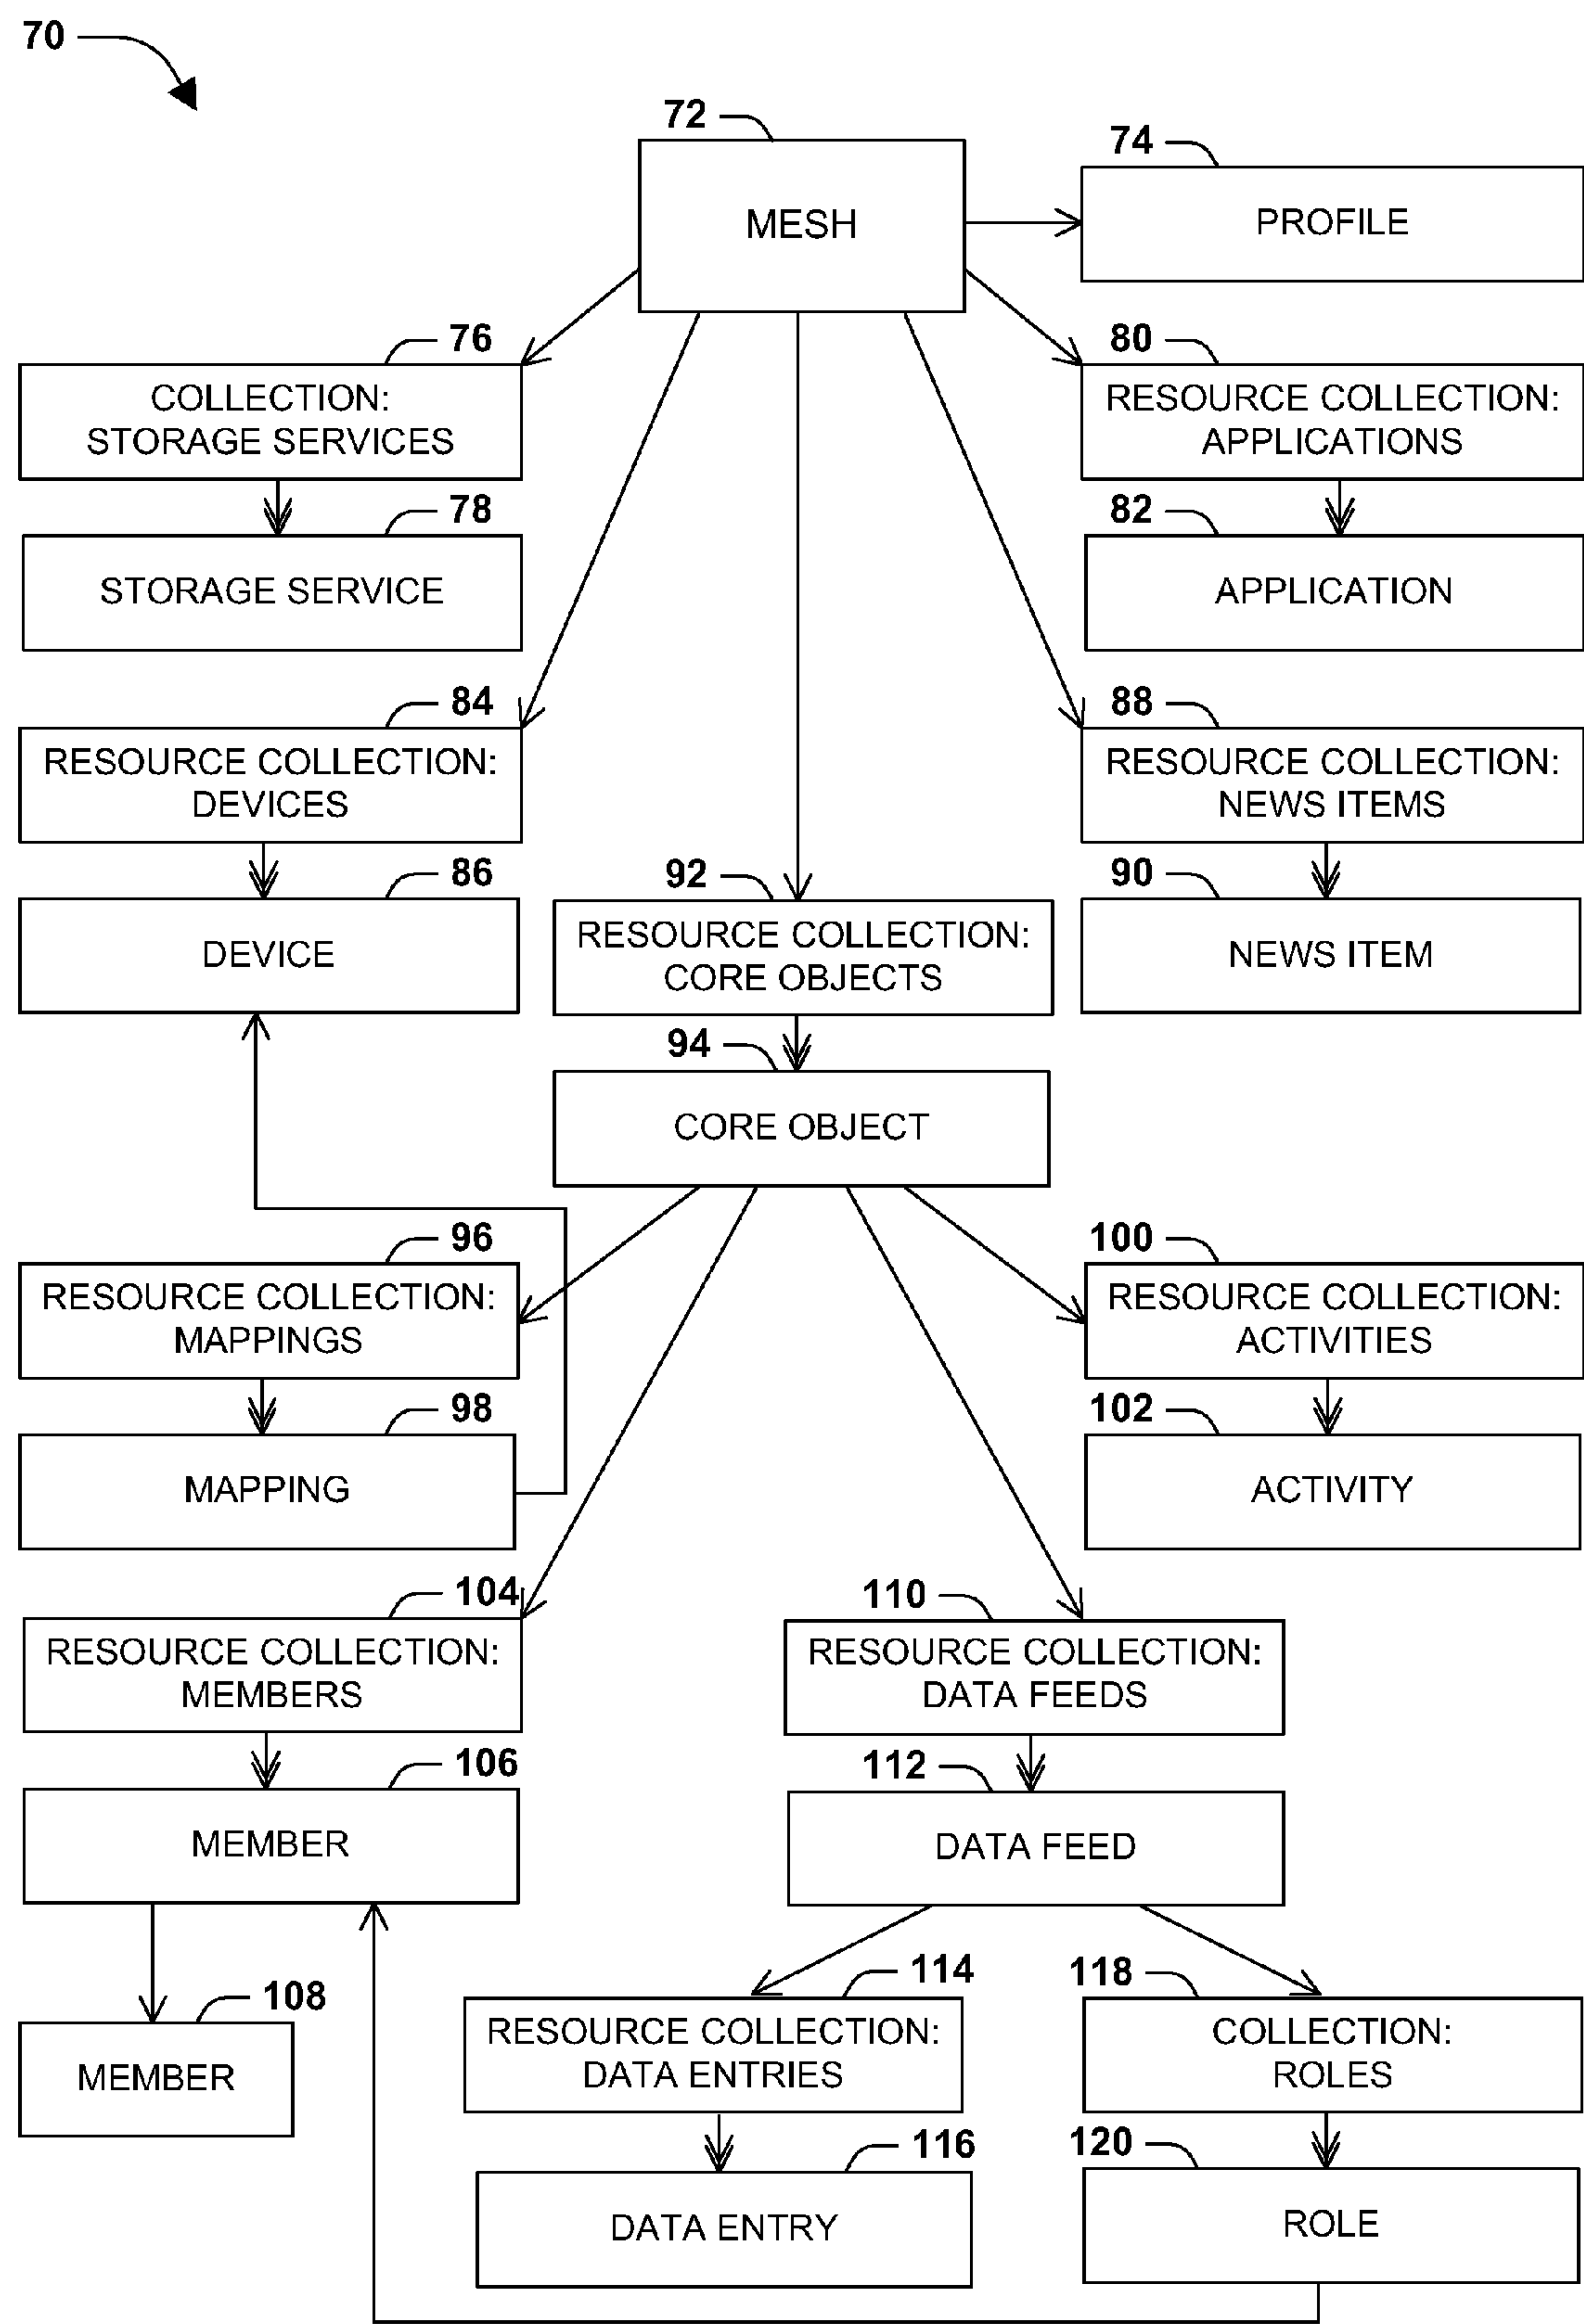 70
72
MESH
74
PROFILE
76
COLLECTION:
STORAGE SERVICES
80
RESOURCE COLLECTION:
APPLICATIONS
78
STORAGE SERVICE
82
APPLICATION
84
RESOURCE COLLECTION:
DEVICES
88
RESOURCE COLLECTION:
NEWS ITEMS
86
DEVICE
92
RESOURCE COLLECTION:
CORE OBJECTS
90
NEWS ITEM
94
CORE OBJECT
96
RESOURCE COLLECTION:
MAPPINGS
100
RESOURCE COLLECTION:
ACTIVITIES
98
MAPPING
102
ACTIVITY
104
RESOURCE COLLECTION:
MEMBERS
110
RESOURCE COLLECTION:
DATA FEEDS
106
MEMBER
112
DATA FEED
108
MEMBER
114
RESOURCE COLLECTION:
DATA ENTRIES
118
COLLECTION:
ROLES
116
DATA ENTRY
120
ROLE